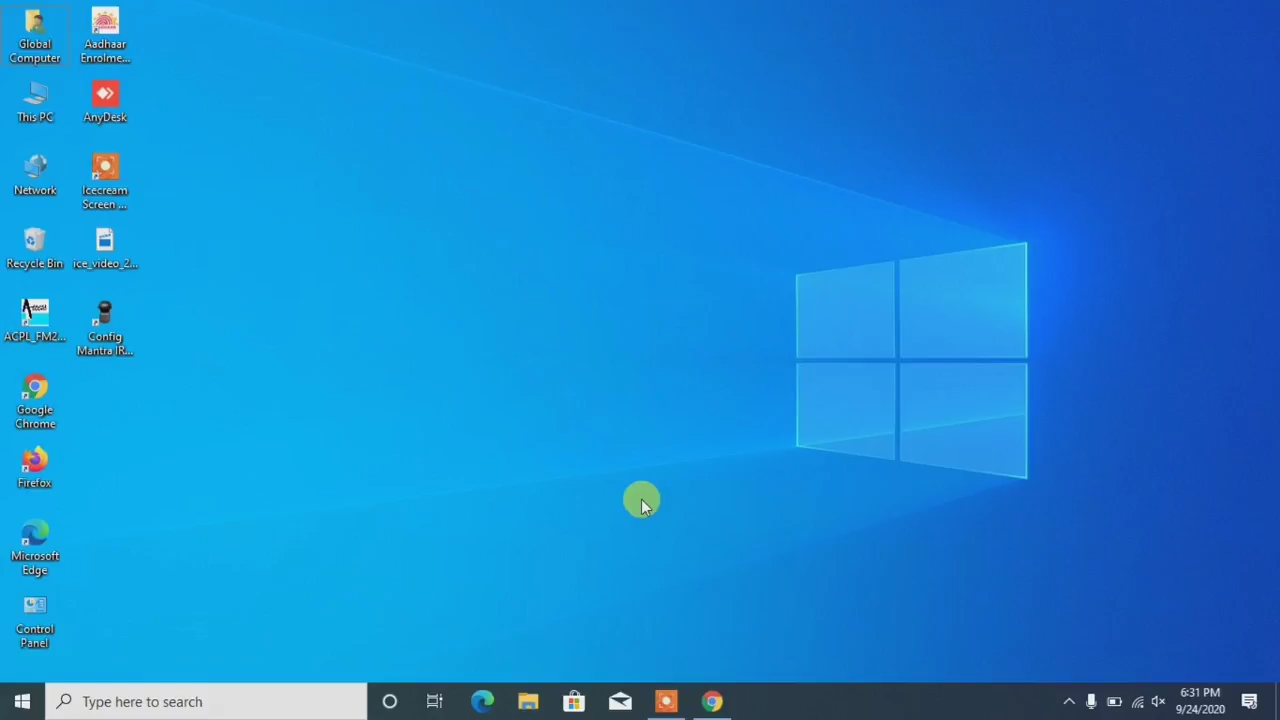 Global
Computer
Aadhaar
Enrolme...
This PC
AnyDesk
Network
Icecream
Screen ...
Recycle Bin
ice_video_2...
ACPL_FM2...
Config
Mantra IR...
Google
Chrome
Firefox
Microsoft
Edge
Control
Panel
Type here to search
6:31 PM
9/24/2020